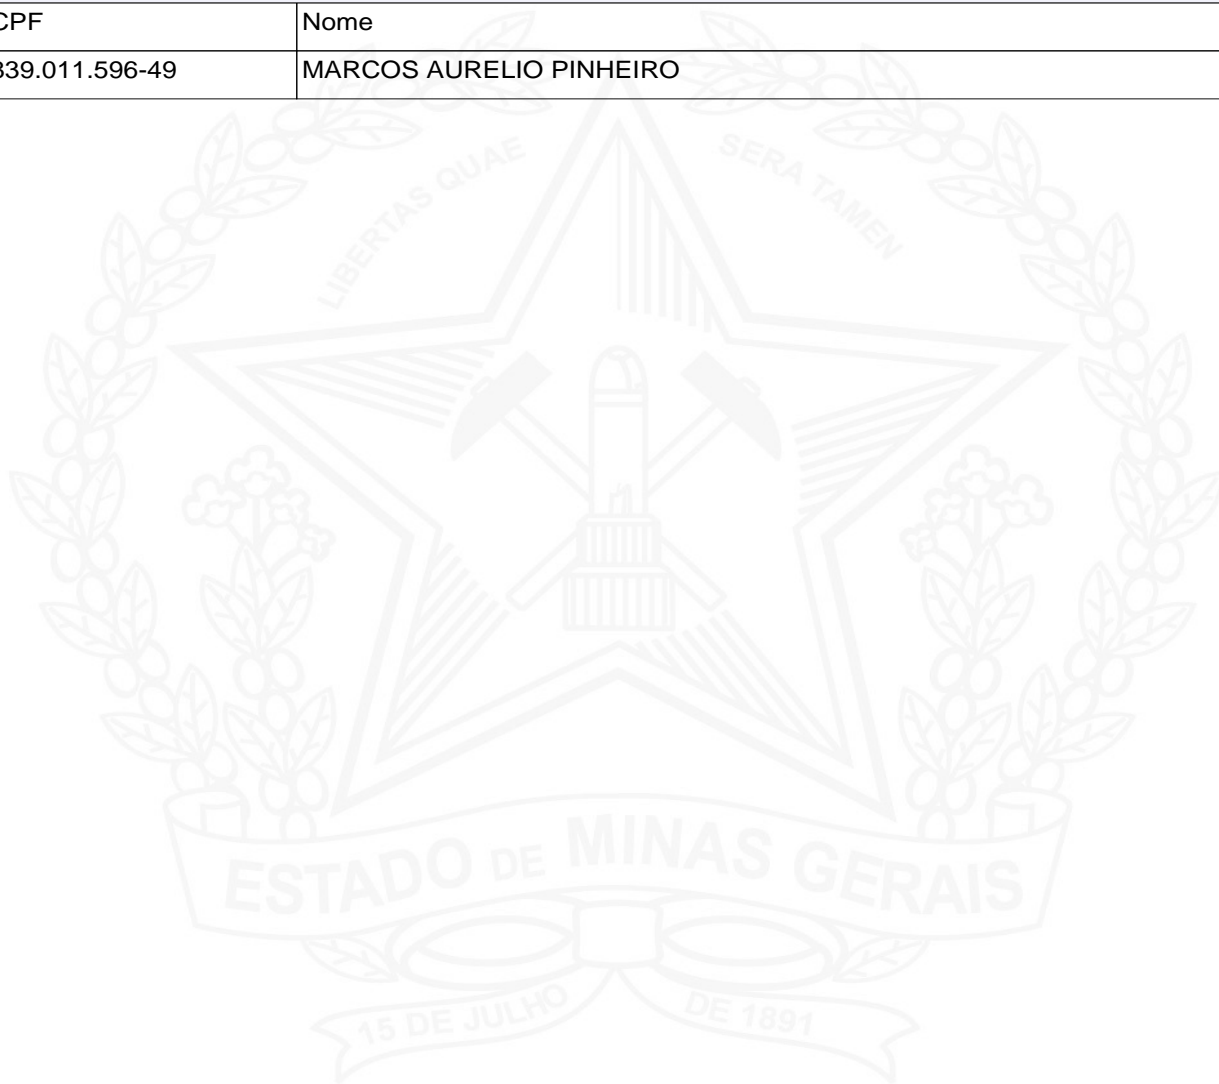 CPF Nome
839.011.596-49 MARCOS AURELIO PINHEIRO
LIBERTAS QUAE SERA TAMEN
ESTADO DE MINAS GERAIS
15 DE JULHO DE 1891